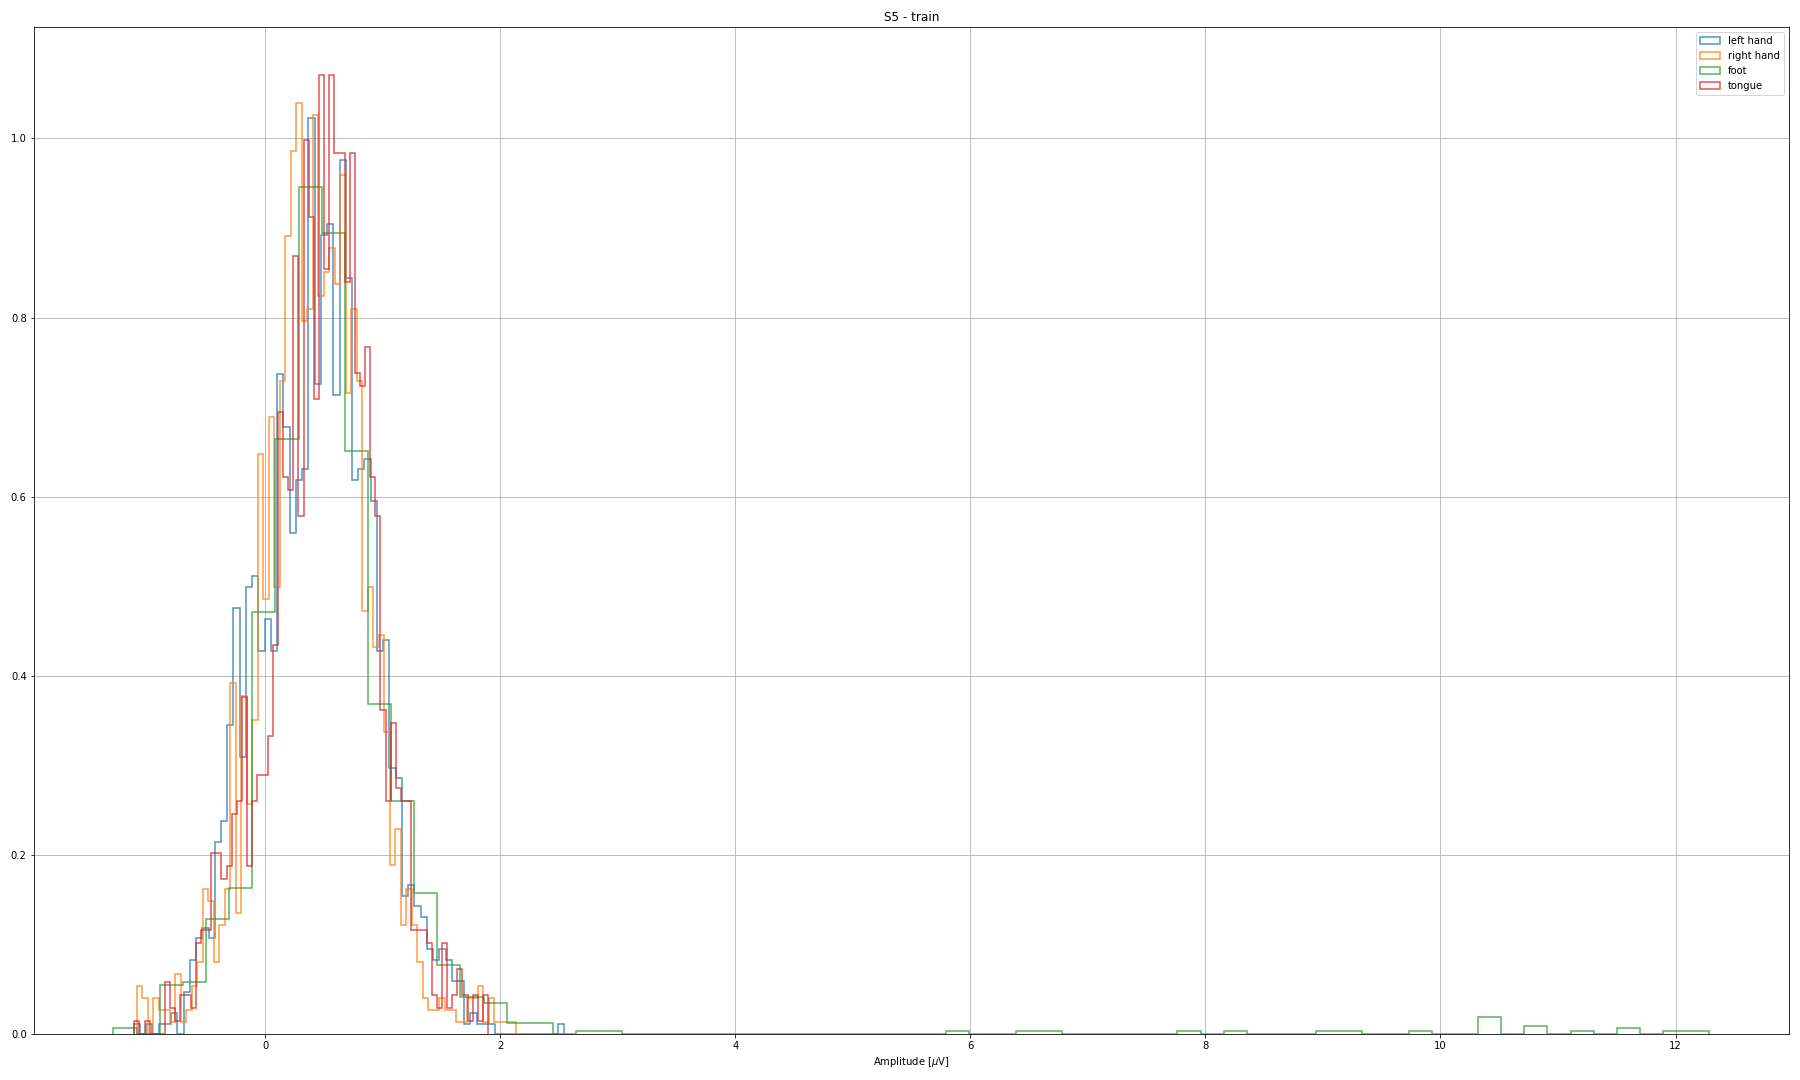 S5 - train
left hand
right hand
foot
tongue
1.0
0.8
0.6
0.4
0.2
0.0
0 2 4 6 8 10 12
Amplitude [μV]